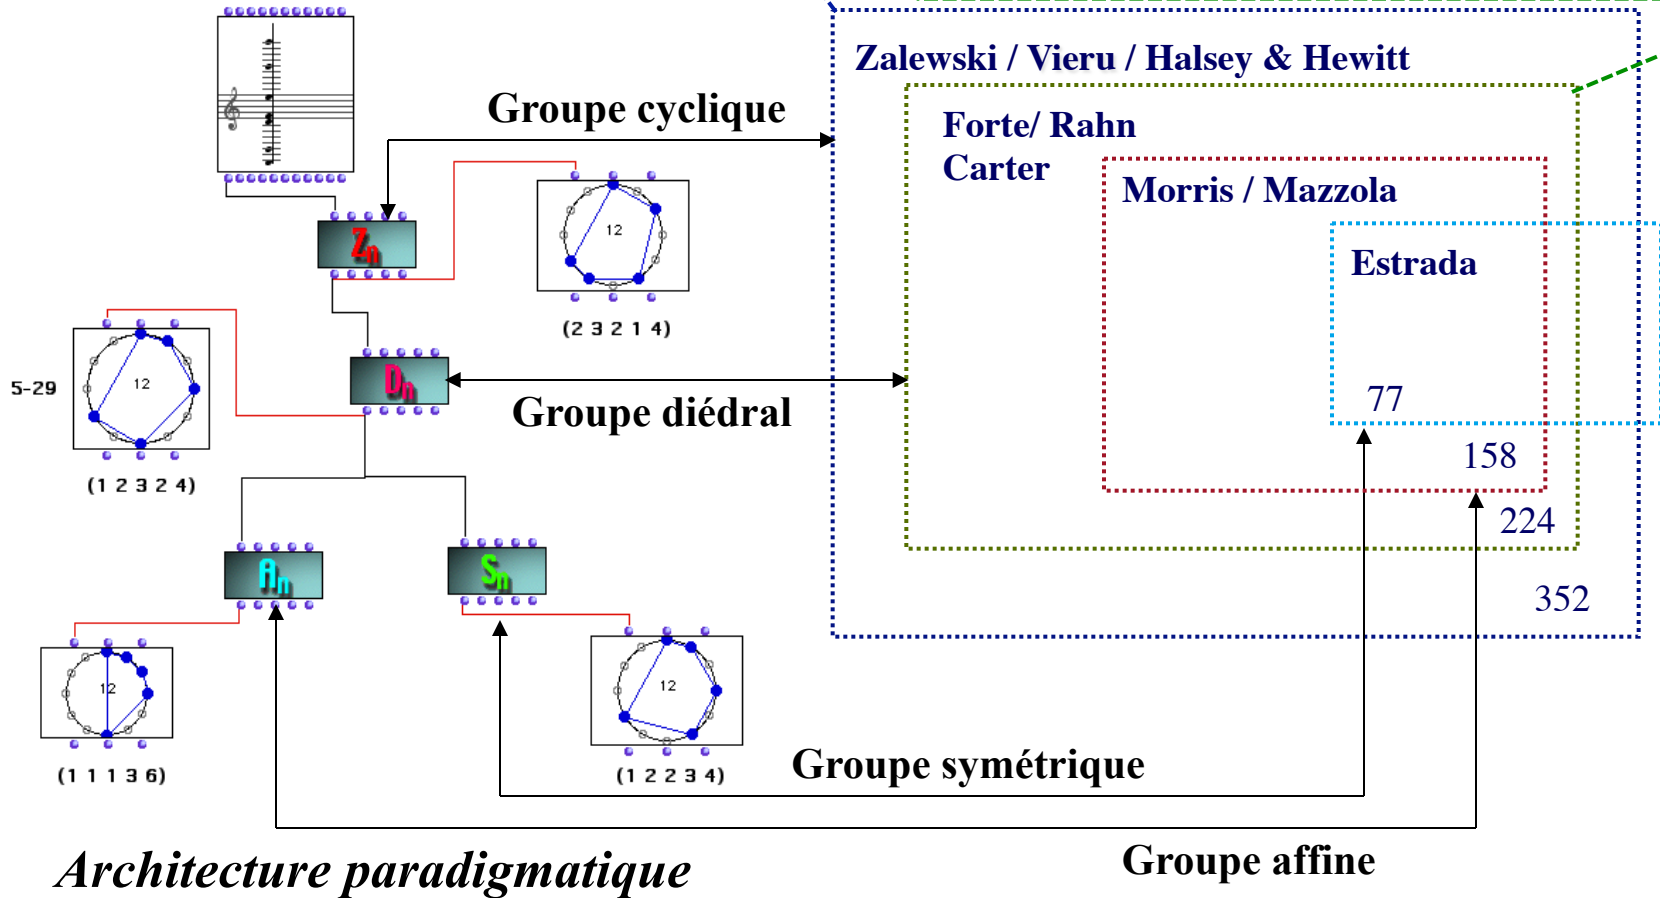 Zalewski / Vieru / Halsey & Hewitt
Groupe cyclique
Forte/ Rahn
Carter
Morris / Mazzola
Zn
12
Estrada
(2 3 2 1 4)
12
5-29
Dn
77
Groupe diédral
158
(1 2 3 2 4)
224
An
Sn
352
12
12
(1 1 1 3 6)
(1 2 2 3 4)
Groupe symétrique
Groupe affine
Architecture paradigmatique